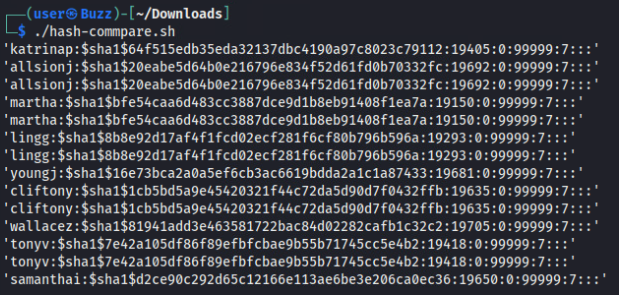 ┌──(user㉿Buzz)-[~/Downloads]
└─$ ./hash-commpare.sh
'katrinap:$sha1$64f515edb35eda32137dbc4190a97c8023c79112:19405:0:99999:7:::'
'allsionj:$sha1$20eabe5d64b0e216796e834f52d61fd0b70332fc:19692:0:99999:7:::'
'allsionj:$sha1$20eabe5d64b0e216796e834f52d61fd0b70332fc:19692:0:99999:7:::'
'martha:$sha1$bfe54caa6d483cc3887dce9d1b8eb91408f1ea7a:19150:0:99999:7:::'
'martha:$sha1$bfe54caa6d483cc3887dce9d1b8eb91408f1ea7a:19150:0:99999:7:::'
'lingg:$sha1$8b8e92d17af4f1fcd02ecf281f6cf80b796b596a:19293:0:99999:7:::'
'lingg:$sha1$8b8e92d17af4f1fcd02ecf281f6cf80b796b596a:19293:0:99999:7:::'
'youngj:$sha1$16e73bca2a0a5ef6cb3ac6619bdda2a1c1a87433:19681:0:99999:7:::'
'cliftony:$sha1$1cb5bd5a9e45420321f44c72da5d90d7f0432ffb:19635:0:99999:7:::'
'cliftony:$sha1$1cb5bd5a9e45420321f44c72da5d90d7f0432ffb:19635:0:99999:7:::'
'wallacez:$sha1$81941add3e463581722bac84d02282cafb1c32c2:19705:0:99999:7:::'
'tonyv:$sha1$7e42a105df86f89efbfcbae9b55b71745cc5e4b2:19418:0:99999:7:::'
'tonyv:$sha1$7e42a105df86f89efbfcbae9b55b71745cc5e4b2:19418:0:99999:7:::'
'samanthai:$sha1$d2ce90c292d65c12166e113ae6be3e206ca0ec36:19650:0:99999:7:::'